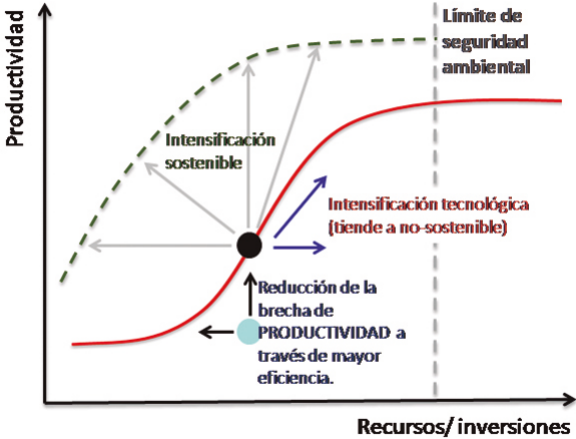 Productividad
Límite de
seguridad
ambiental
Intensificación
sostenible
Intensificación tecnológica
(tiende a no-sostenible)
Reducción de la
brecha de
PRODUCTIVIDAD a
través de mayor
eficiencia.
Recursos/ inversiones